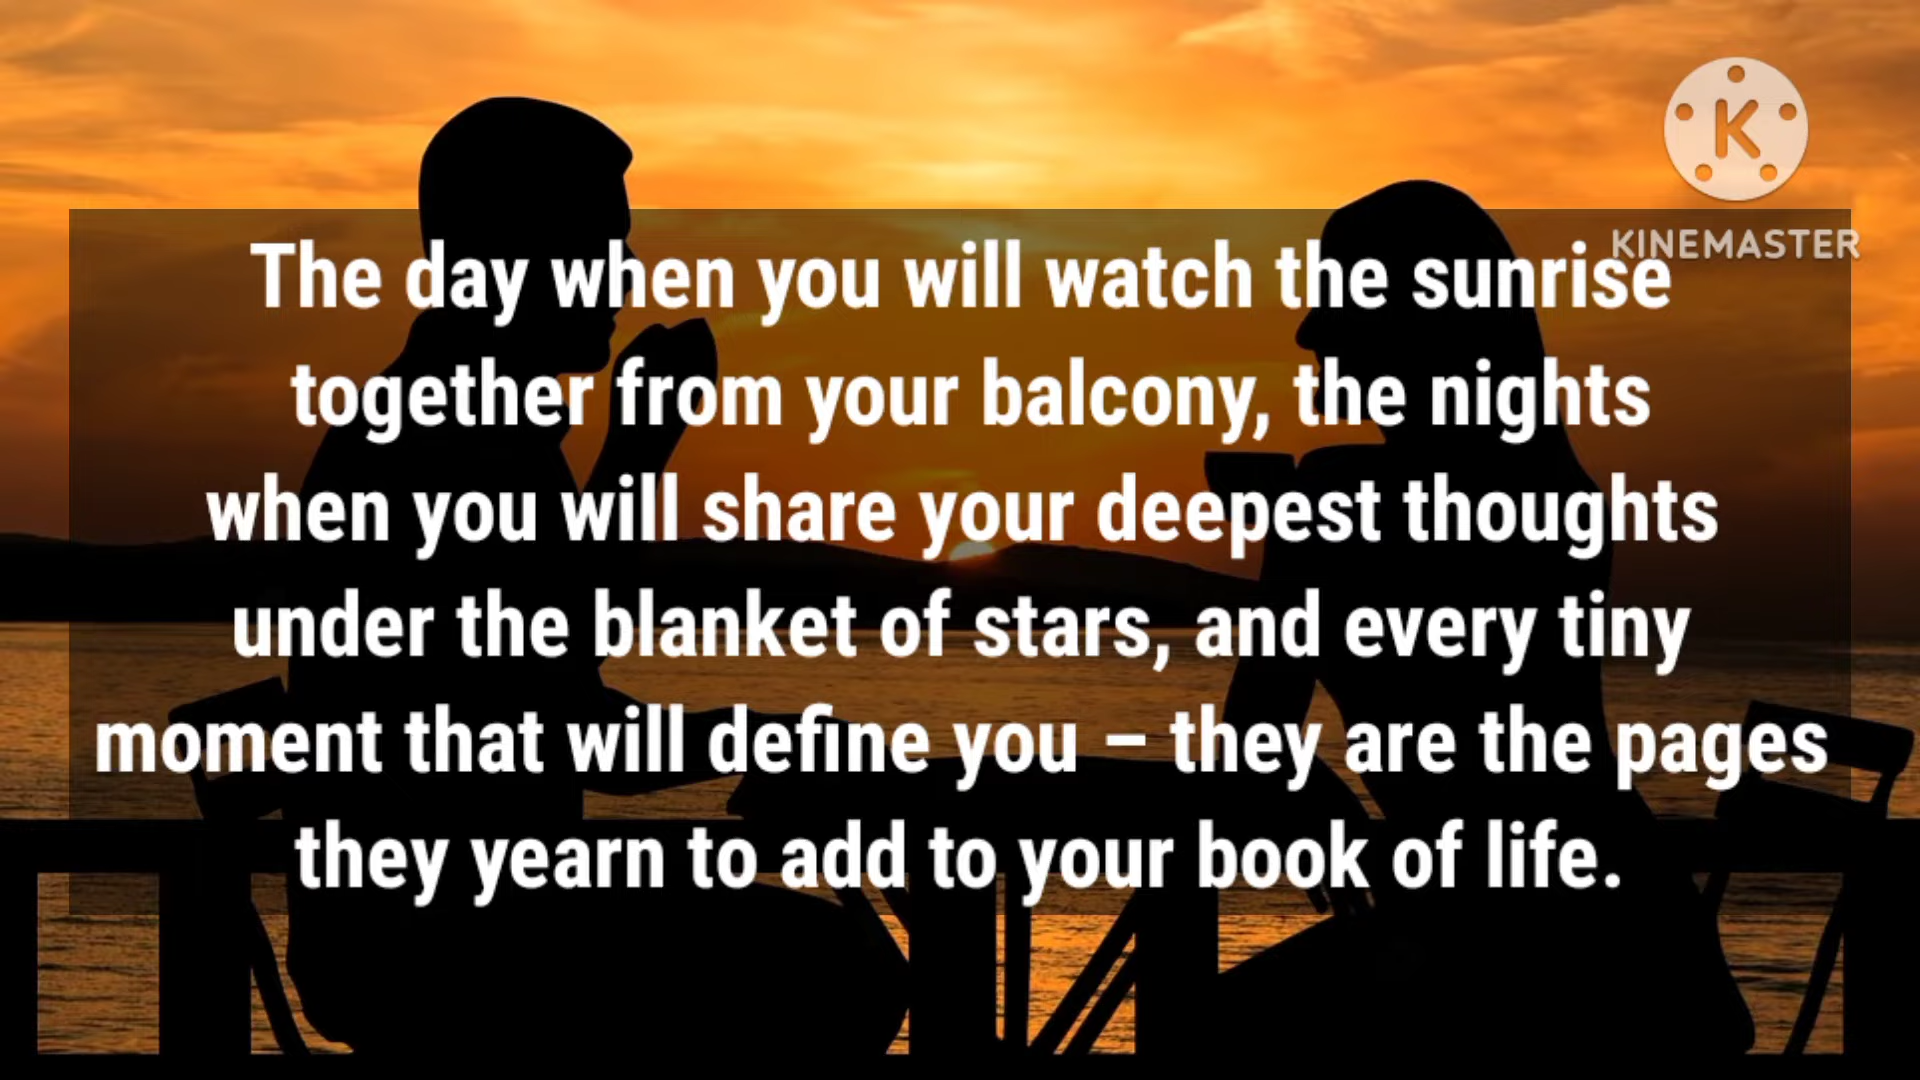 K
KINEMASTER
The day when you will watch the sunrise
together from your balcony, the nights
when you will share your deepest thoughts
under the blanket of stars, and every tiny
moment that will define you – they are the pages
they yearn to add to your book of life.